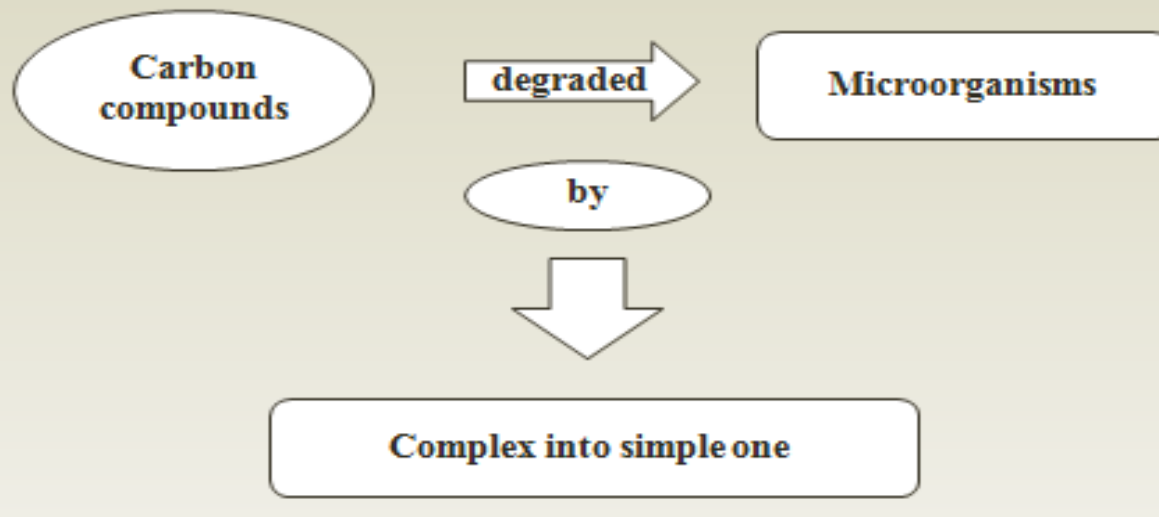 Carbon
compounds
degraded
Microorganisms
by
Complex into simple one